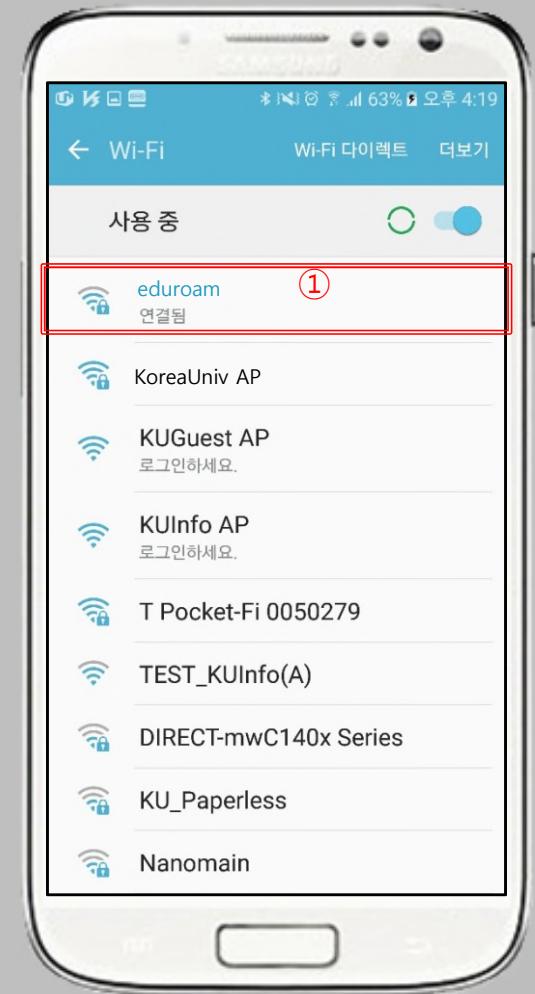 SAMSUNG
63% 오후 4:19
Wi-Fi Wi-Fi 다이렉트 더보기
사용 중
eduroam ①
연결됨
KoreaUniv AP
KUGuest AP
로그인하세요.
KUInfo AP
로그인하세요.
T Pocket-Fi 0050279
TEST_KUInfo(A)
DIRECT-mwC140x Series
KU_Paperless
Nanomain